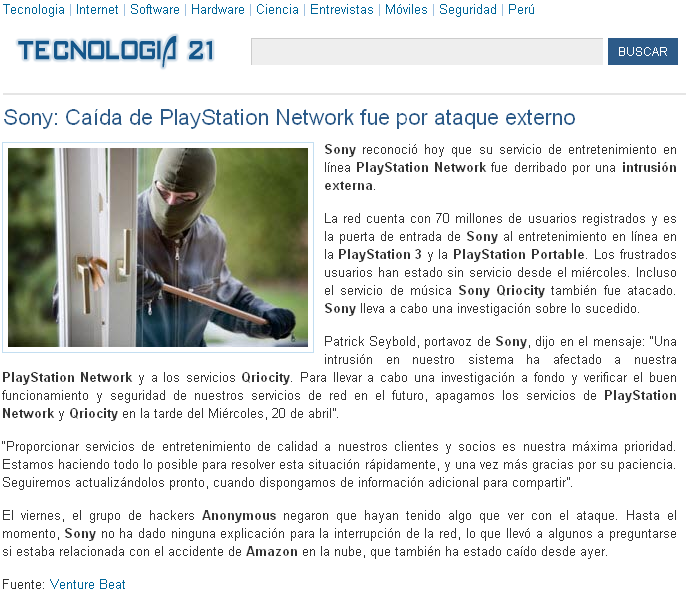 Tecnologia | Internet | Software | Hardware | Ciencia | Entrevistas | Móviles | Seguridad | Perú
TECNOLOGIA 21
BUSCAR
Sony: Caída de PlayStation Network fue por ataque externo
Sony reconoció hoy que su servicio de entretenimiento en
línea PlayStation Network fue derribado por una intrusión
externa.
La red cuenta con 70 millones de usuarios registrados y es
la puerta de entrada de Sony al entretenimiento en línea en
la PlayStation 3 y la PlayStation Portable. Los frustrados
usuarios han estado sin servicio desde el miércoles. Incluso
el servicio de música Sony Qriocity también fue atacado.
Sony lleva a cabo una investigación sobre lo sucedido.
Patrick Seybold, portavoz de Sony, dijo en el mensaje: "Una
intrusión en nuestro sistema ha afectado a nuestra
PlayStation Network y a los servicios Qriocity. Para llevar a cabo una investigación a fondo y verificar el buen
funcionamiento y seguridad de nuestros servicios de red en el futuro, apagamos los servicios de PlayStation
Network y Qriocity en la tarde del Miércoles, 20 de abril".
"Proporcionar servicios de entretenimiento de calidad a nuestros clientes y socios es nuestra máxima prioridad.
Estamos haciendo todo lo posible para resolver esta situación rápidamente, y una vez más gracias por su paciencia.
Seguiremos actualizándolos pronto, cuando dispongamos de información adicional para compartir".
El viernes, el grupo de hackers Anonymous negaron que hayan tenido algo que ver con el ataque. Hasta el
momento, Sony no ha dado ninguna explicación para la interrupción de la red, lo que llevó a algunos a preguntarse
si estaba relacionada con el accidente de Amazon en la nube, que también ha estado caído desde ayer.
Fuente: Venture Beat